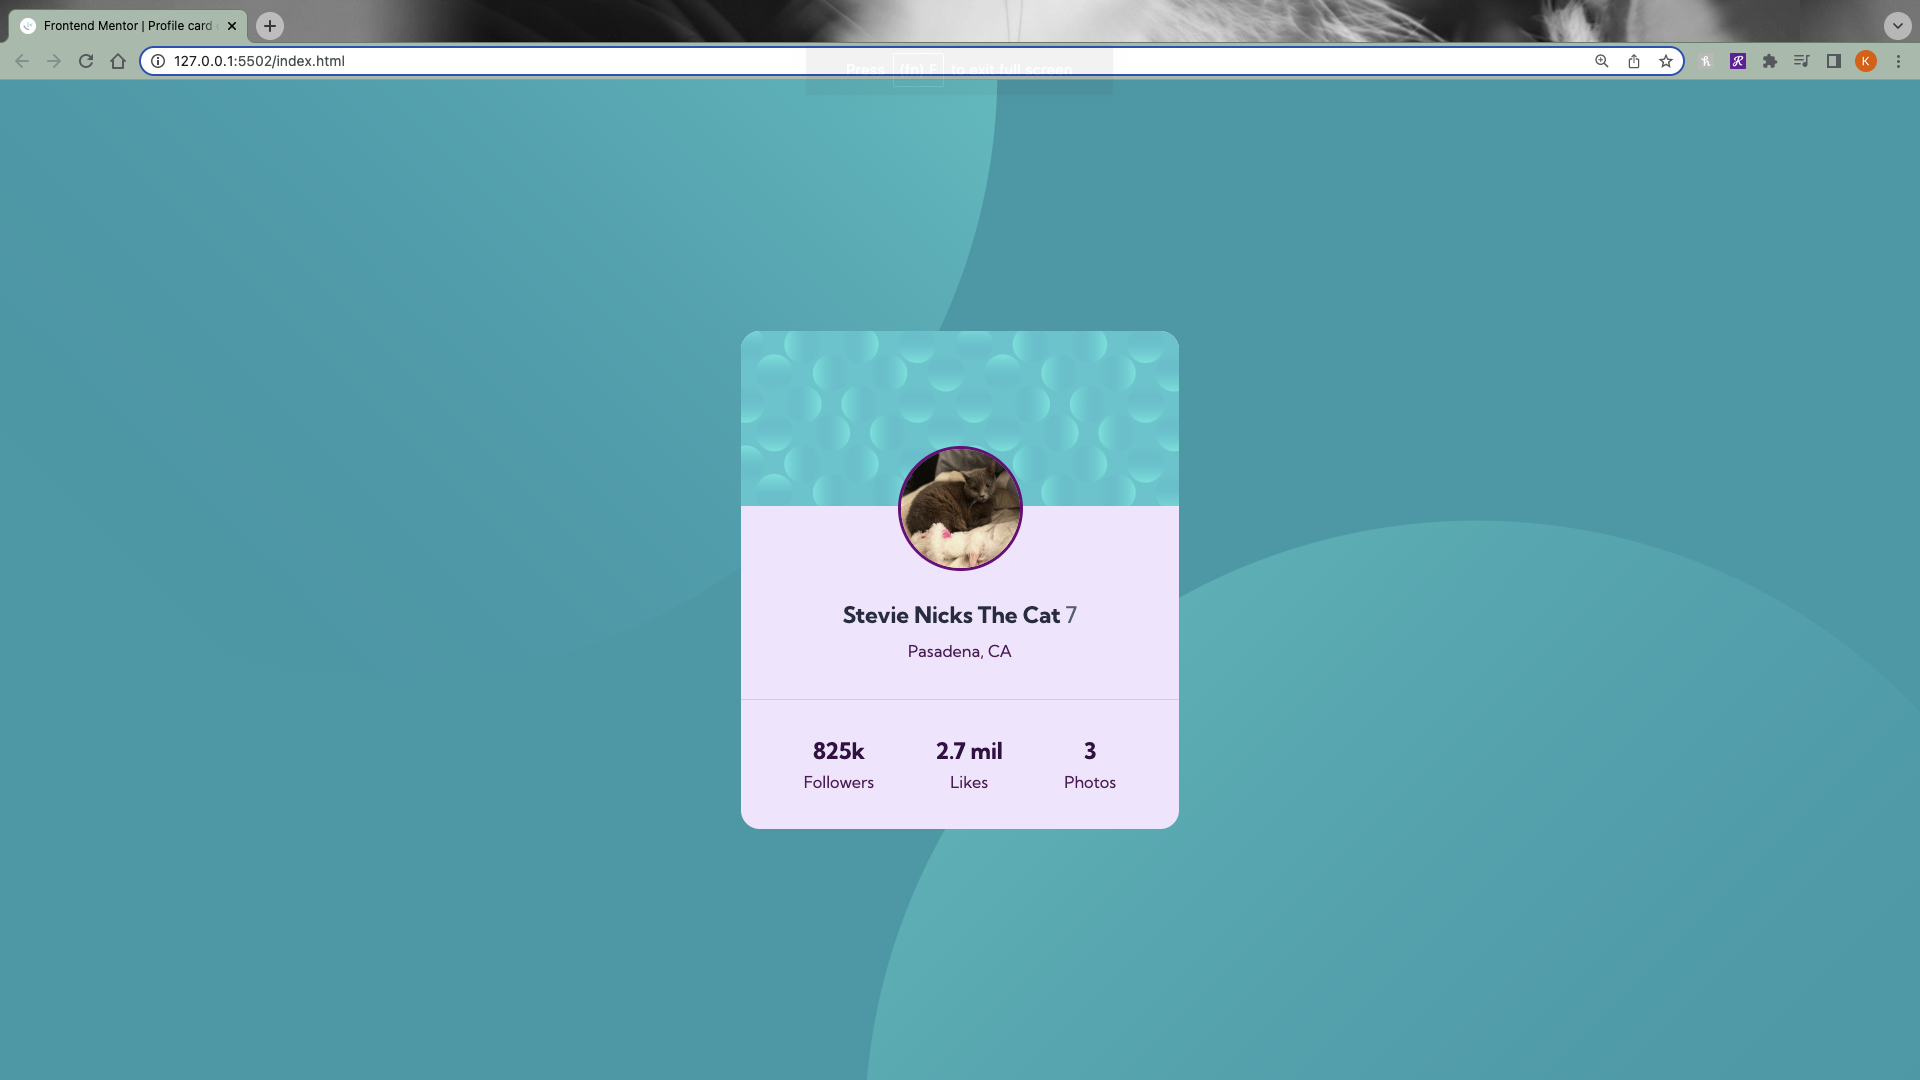 Frontend Mentor | Profile card
127.0.0.1:5502/index.html
K
Press (fn) F to exit full screen
Stevie Nicks The Cat 7
Pasadena, CA
825k 2.7 mil 3
Followers Likes Photos